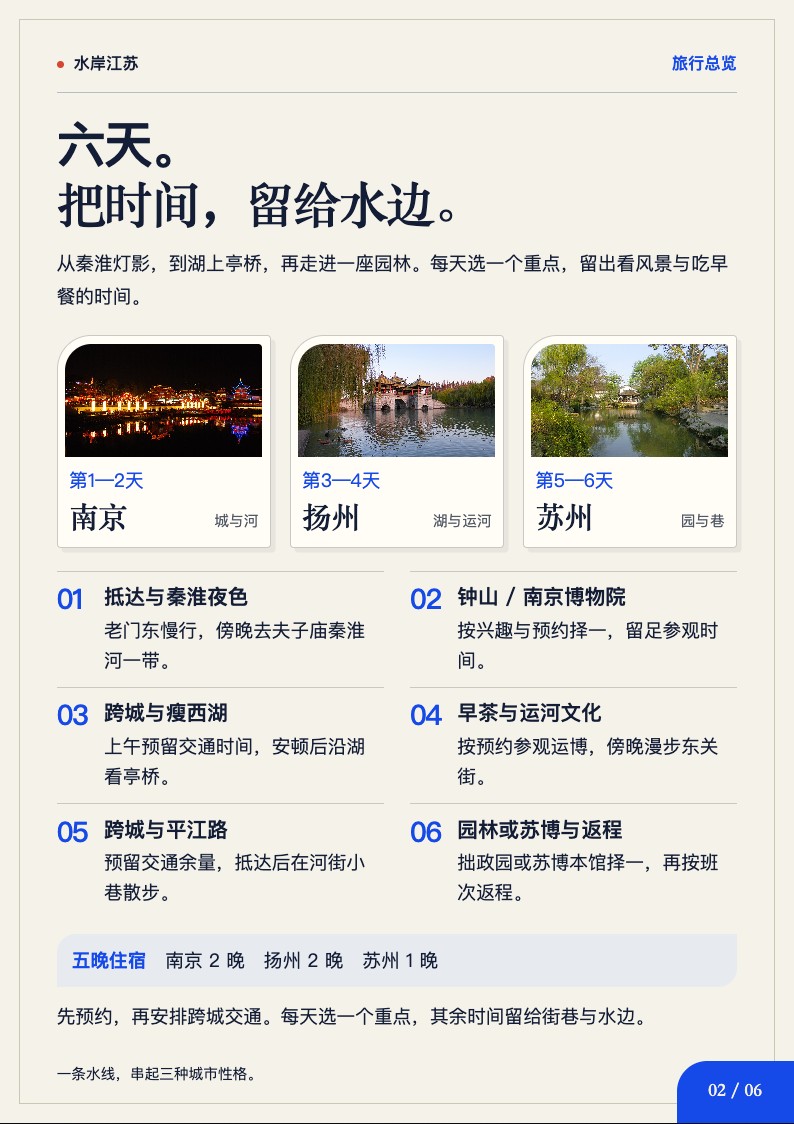 水岸江苏
旅行总览
六天。
把时间，留给水边。
从秦淮灯影，到湖上亭桥，再走进一座园林。每天选一个重点，留出看风景与吃早
餐的时间。
第1—2天
南京
城与河
第3—4天
扬州
湖与运河
第5—6天
苏州
园与巷
01
抵达与秦淮夜色
老门东慢行，傍晚去夫子庙秦淮
河一带。
02
钟山 / 南京博物院
按兴趣与预约择一，留足参观时
间。
03
跨城与瘦西湖
上午预留交通时间，安顿后沿湖
看亭桥。
04
早茶与运河文化
按预约参观运博，傍晚漫步东关
街。
05
跨城与平江路
预留交通余量，抵达后在河街小
巷散步。
06
园林或苏博与返程
拙政园或苏博本馆择一，再按班
次返程。
五晚住宿 南京 2 晚 扬州 2 晚 苏州 1 晚
先预约，再安排跨城交通。每天选一个重点，其余时间留给街巷与水边。
一条水线，串起三种城市性格。
02 / 06